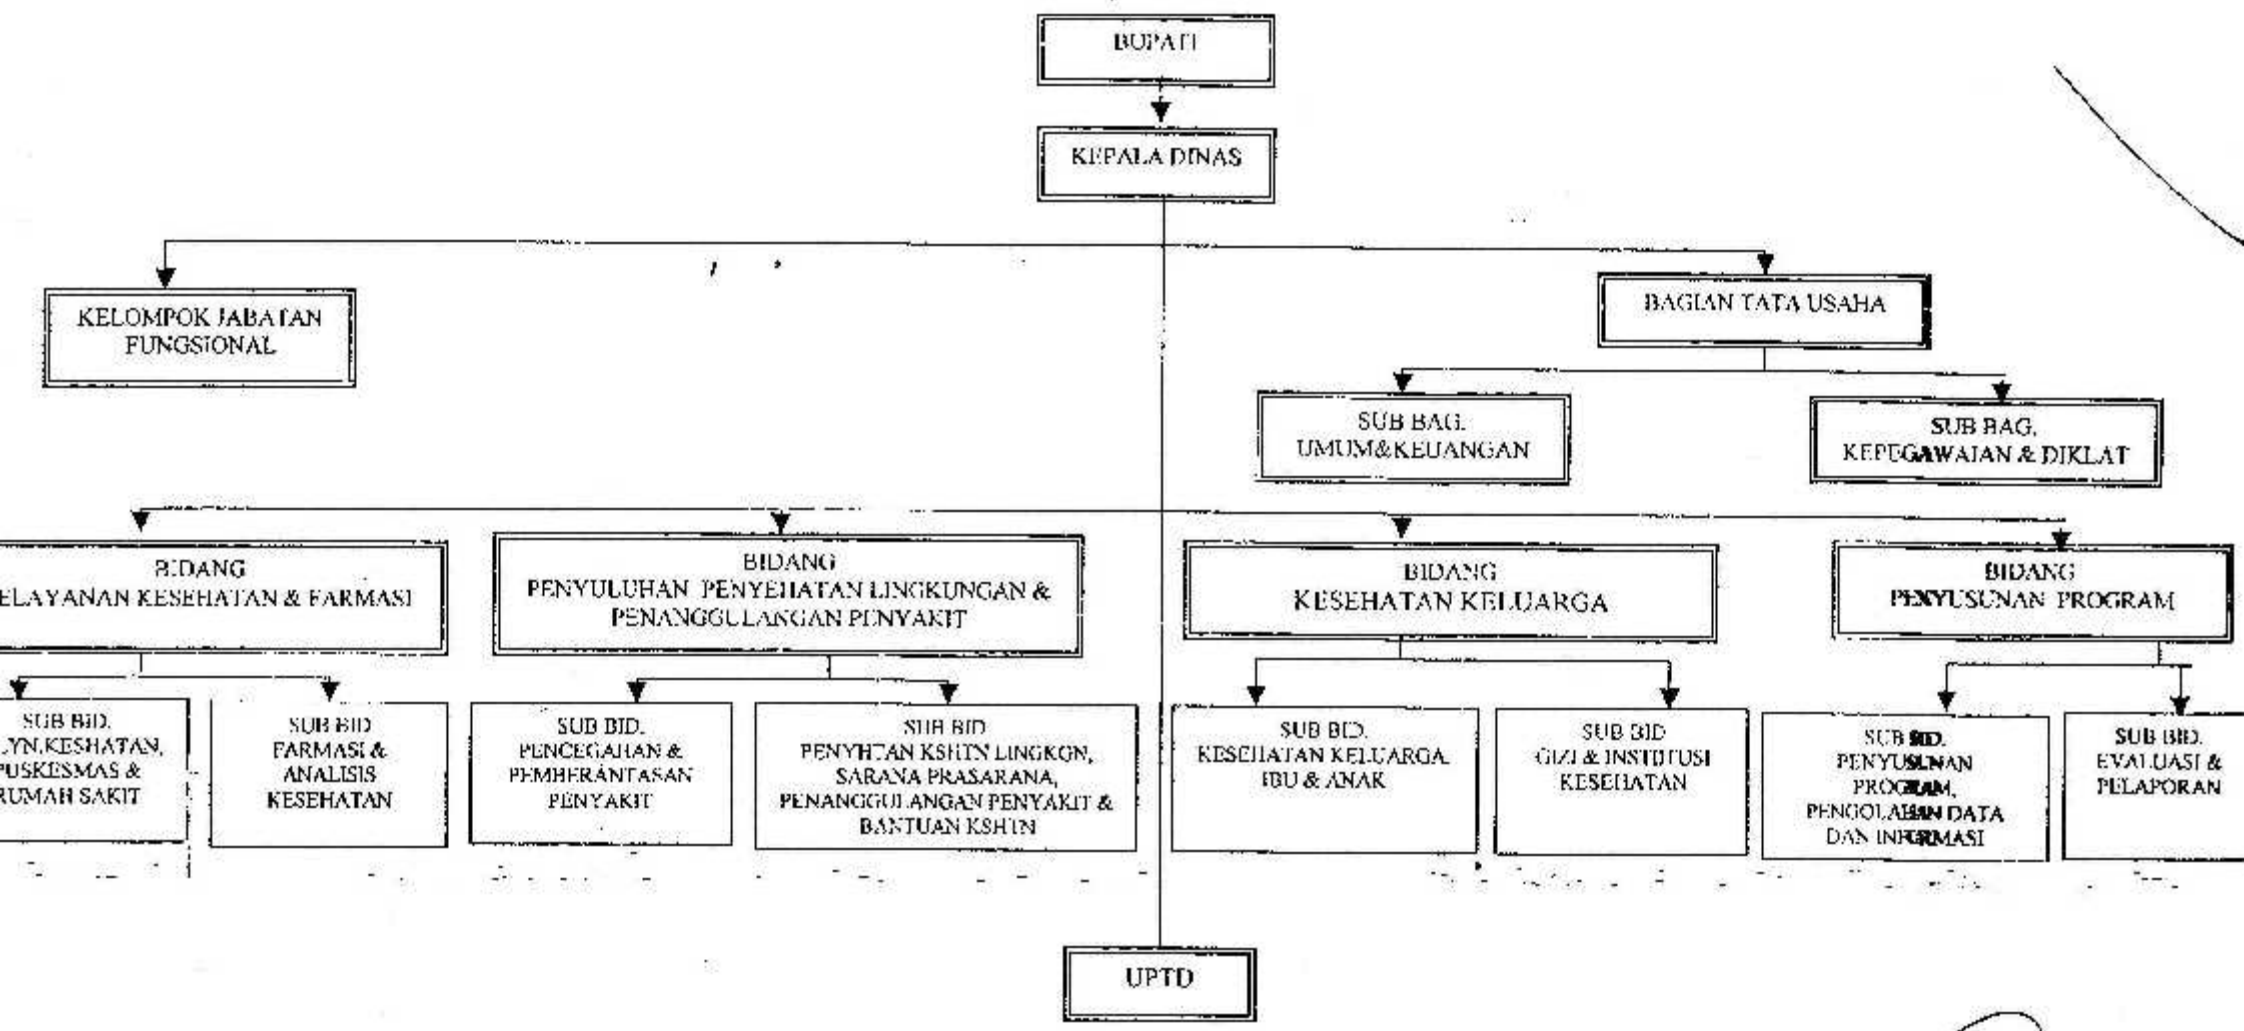 BUPATI
KEPALA DINAS
KELOMPOK JABATAN
FUNGSIONAL
BAGIAN TATA USAHA
SUB BAG.
UMUM&KEUANGAN
SUB BAG.
KEPEGAWAIAN & DIKLAT
BIDANG
ELAYANAN KESEHATAN & FARMASI
BIDANG
PENYULUHAN PENYEHATAN LINGKUNGAN &
PENANGGULANGAN PENYAKIT
BIDANG
KESEHATAN KELUARGA
BIDANG
PENYUSUNAN PROGRAM
SUB BID.
LYN.KESHATAN,
PUSKESMAS &
RUMAH SAKIT
SUB BID
FARMASI &
ANALISIS
KESEHATAN
SUB BID.
PENCEGAHAN &
PEMBERANTASAN
PENYAKIT
SUB BID
PENYHTAN KSHTN LINGKGN,
SARANA PRASARANA,
PENANGGULANGAN PENYAKIT &
BANTUAN KSHTN
SUB BID.
KESEHATAN KELUARGA
IBU & ANAK
SUB BID
GIZI & INSTITUSI
KESEHATAN
SUB BID.
PENYUSUNAN
PROGRAM,
PENGOLAHAN DATA
DAN INFORMASI
SUB BID.
EVALUASI &
PELAPORAN
UPTD